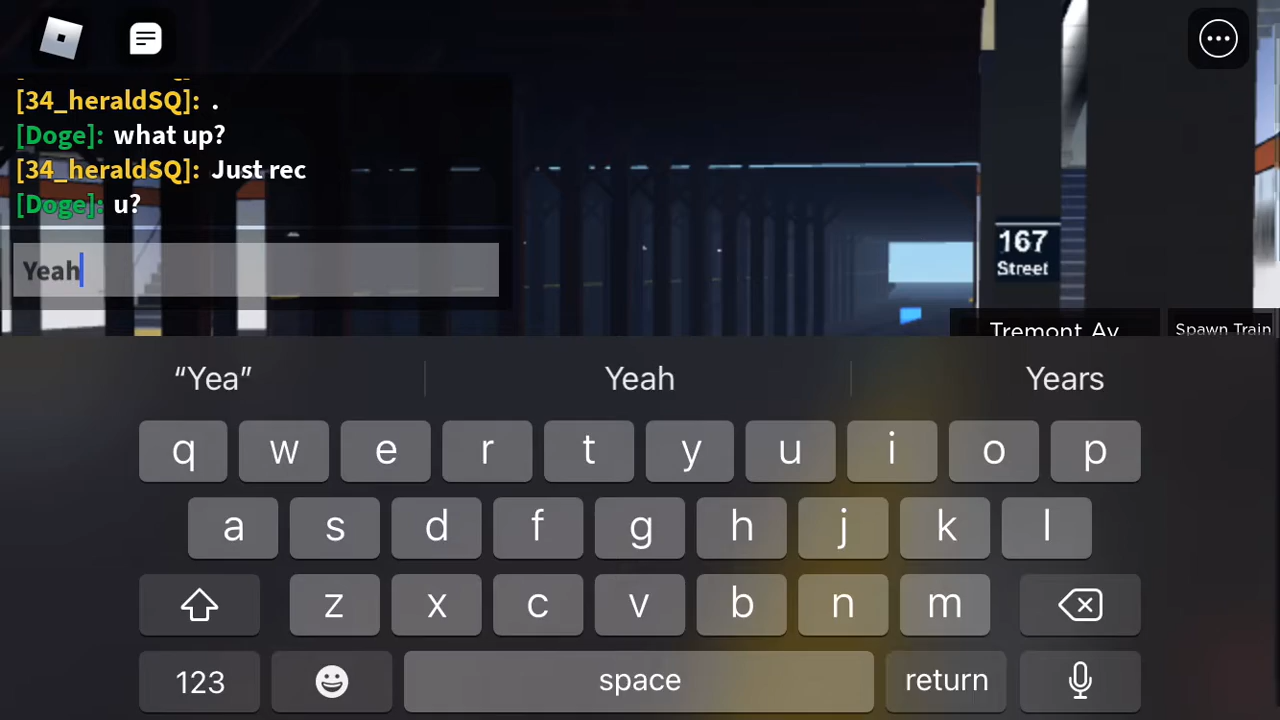 [34_heraldSQ]: .
[Doge]: what up?
[34_heraldSQ]: Just rec
[Doge]: u?
Yeah
167
Street
Tremont Av
Spawn Train
“Yea” Yeah Years
q w e r t y u i o p
a s d f g h j k l
z x c v b n m
123 space return